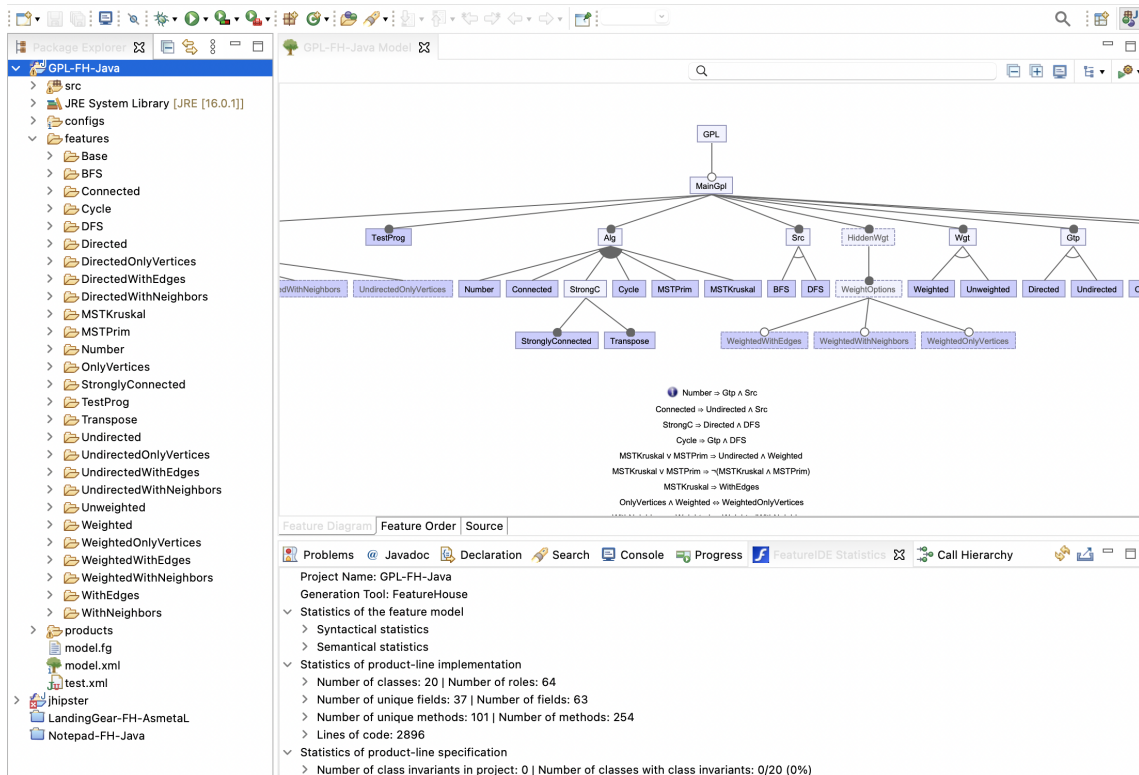 Package Explorer
GPL-FH-Java
src
JRE System Library [JRE [16.0.1]]
configs
features
Base
BFS
Connected
Cycle
DFS
Directed
DirectedOnlyVertices
DirectedWithEdges
DirectedWithNeighbors
MSTKruskal
MSTPrim
Number
OnlyVertices
StronglyConnected
TestProg
Transpose
Undirected
UndirectedOnlyVertices
UndirectedWithEdges
UndirectedWithNeighbors
Unweighted
Weighted
WeightedOnlyVertices
WeightedWithEdges
WeightedWithNeighbors
WithEdges
WithNeighbors
products
model.fg
model.xml
test.xml
jhipster
LandingGear-FH-AsmetaL
Notepad-FH-Java
GPL-FH-Java Model
GPL
MainGpl
TestProg Alg Src HiddenWgt Wgt Gtp
edWithNeighbors UndirectedOnlyVertices Number Connected StrongC Cycle MSTPrim MSTKruskal BFS DFS WeightOptions Weighted Unweighted Directed Undirected
StronglyConnected Transpose WeightedWithEdges WeightedWithNeighbors WeightedOnlyVertices
Number ⇒ Gtp ∧ Src
Connected ⇒ Undirected ∧ Src
StrongC ⇒ Directed ∧ DFS
Cycle ⇒ Gtp ∧ DFS
MSTKruskal ∨ MSTPrim ⇒ Undirected ∧ Weighted
MSTKruskal ∨ MSTPrim ⇒ ¬(MSTKruskal ∧ MSTPrim)
MSTKruskal ⇒ WithEdges
OnlyVertices ∧ Weighted ⇔ WeightedOnlyVertices
Feature Diagram Feature Order Source
Problems @ Javadoc Declaration Search Console Progress FeatureIDE Statistics Call Hierarchy
Project Name: GPL-FH-Java
Generation Tool: FeatureHouse
Statistics of the feature model
Syntactical statistics
Semantical statistics
Statistics of product-line implementation
Number of classes: 20 | Number of roles: 64
Number of unique fields: 37 | Number of fields: 63
Number of unique methods: 101 | Number of methods: 254
Lines of code: 2896
Statistics of product-line specification
Number of class invariants in project: 0 | Number of classes with class invariants: 0/20 (0%)